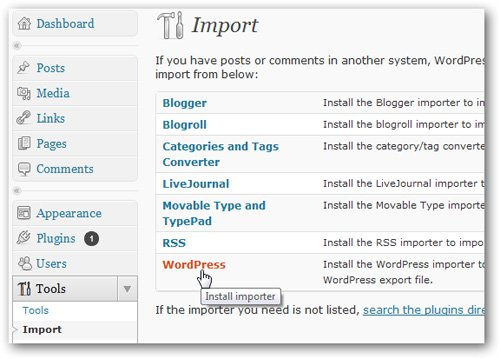 Dashboard
Posts
Media
Links
Pages
Comments
Appearance
Plugins 1
Users
Tools
Tools
Import
Import
If you have posts or comments in another system, WordPres
import from below:
Blogger Install the Blogger importer to im
Blogroll Install the blogroll importer to im
Categories and Tags Install the category/tag converte
Converter
LiveJournal Install the LiveJournal importer t
Movable Type and Install the Movable Type importe
TypePad
RSS Install the RSS importer to impo
WordPress Install the WordPress importer to
WordPress export file.
Install importer
If the importer you need is not listed, search the plugins dire